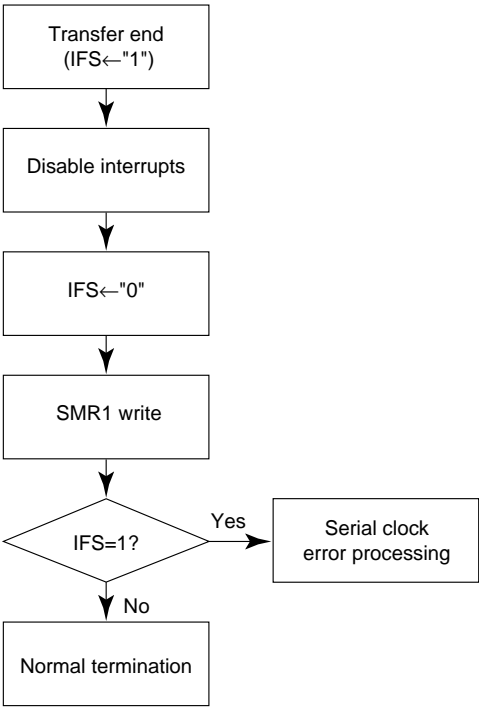 Transfer end
(IFS←"1")
Disable interrupts
IFS←"0"
SMR1 write
IFS=1?
Yes
Serial clock
error processing
No
Normal termination